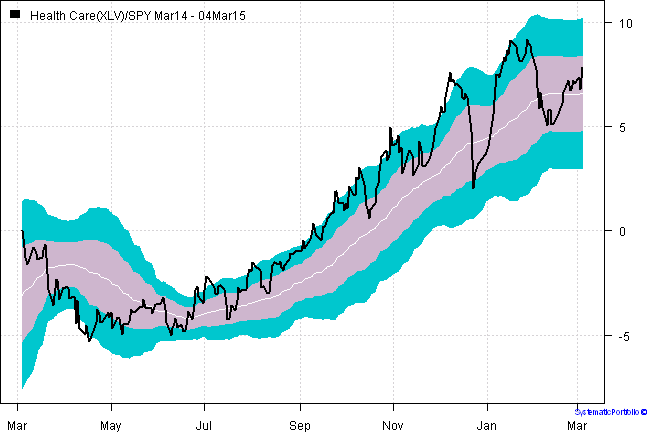 Health Care(XLV)/SPY Mar14 - 04Mar15
10
5
0
-5
SystematicPortfolio ©
Mar May Jul Sep Nov Jan Mar